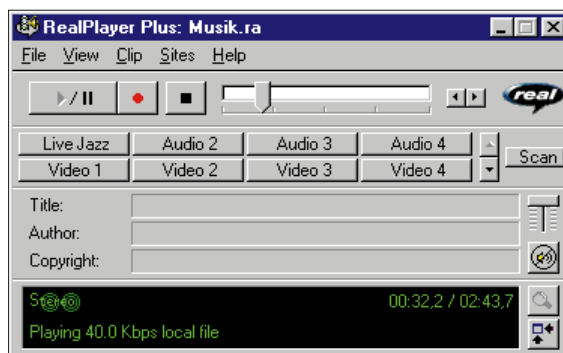 RealPlayer Plus: Musik.ra
File View Clip Sites Help
real
Live Jazz Audio 2 Audio 3 Audio 4
Scan
Video 1 Video 2 Video 3 Video 4
Title:
Author:
Copyright:
Stereo 00:32,2 / 02:43,7
Playing 40.0 Kbps local file